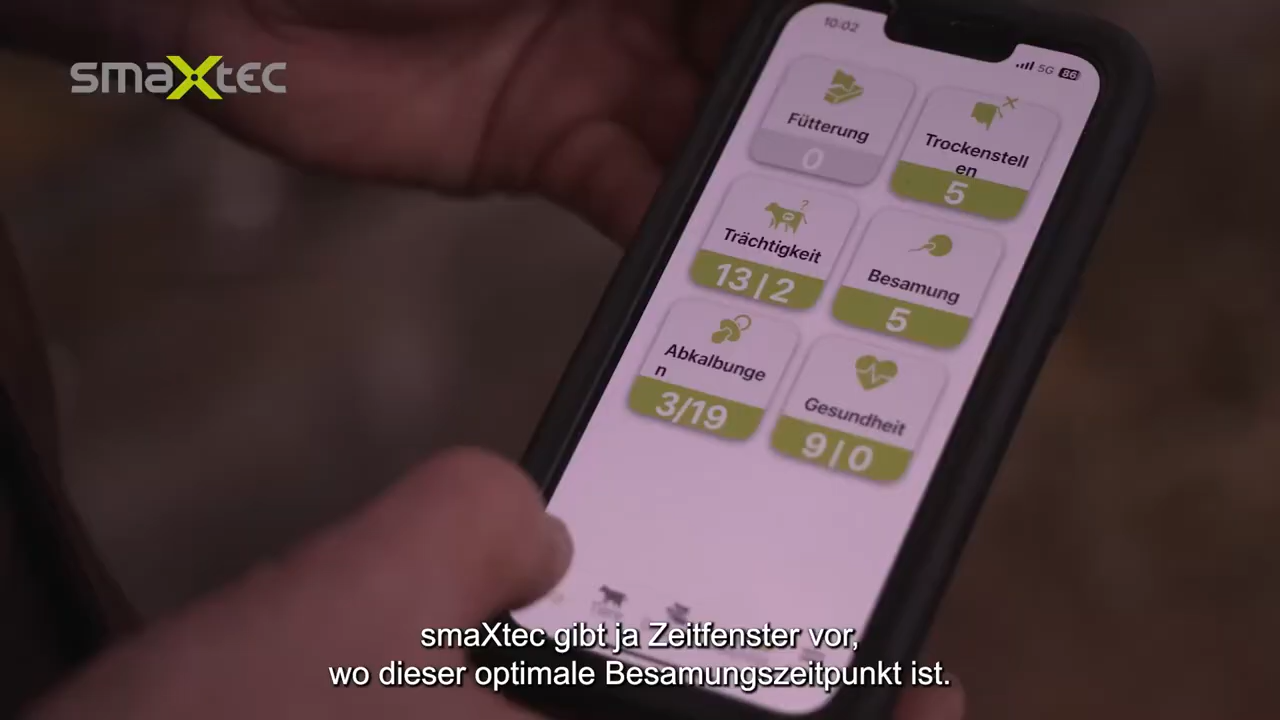 smaXtec
10:02
5G 86
Fütterung
0
Trockenstell
en
5
Trächtigkeit
13|2
Besamung
5
Abkalbunge
n
3/19
Gesundheit
9|0
smaXtec gibt ja Zeitfenster vor,
wo dieser optimale Besamungszeitpunkt ist.